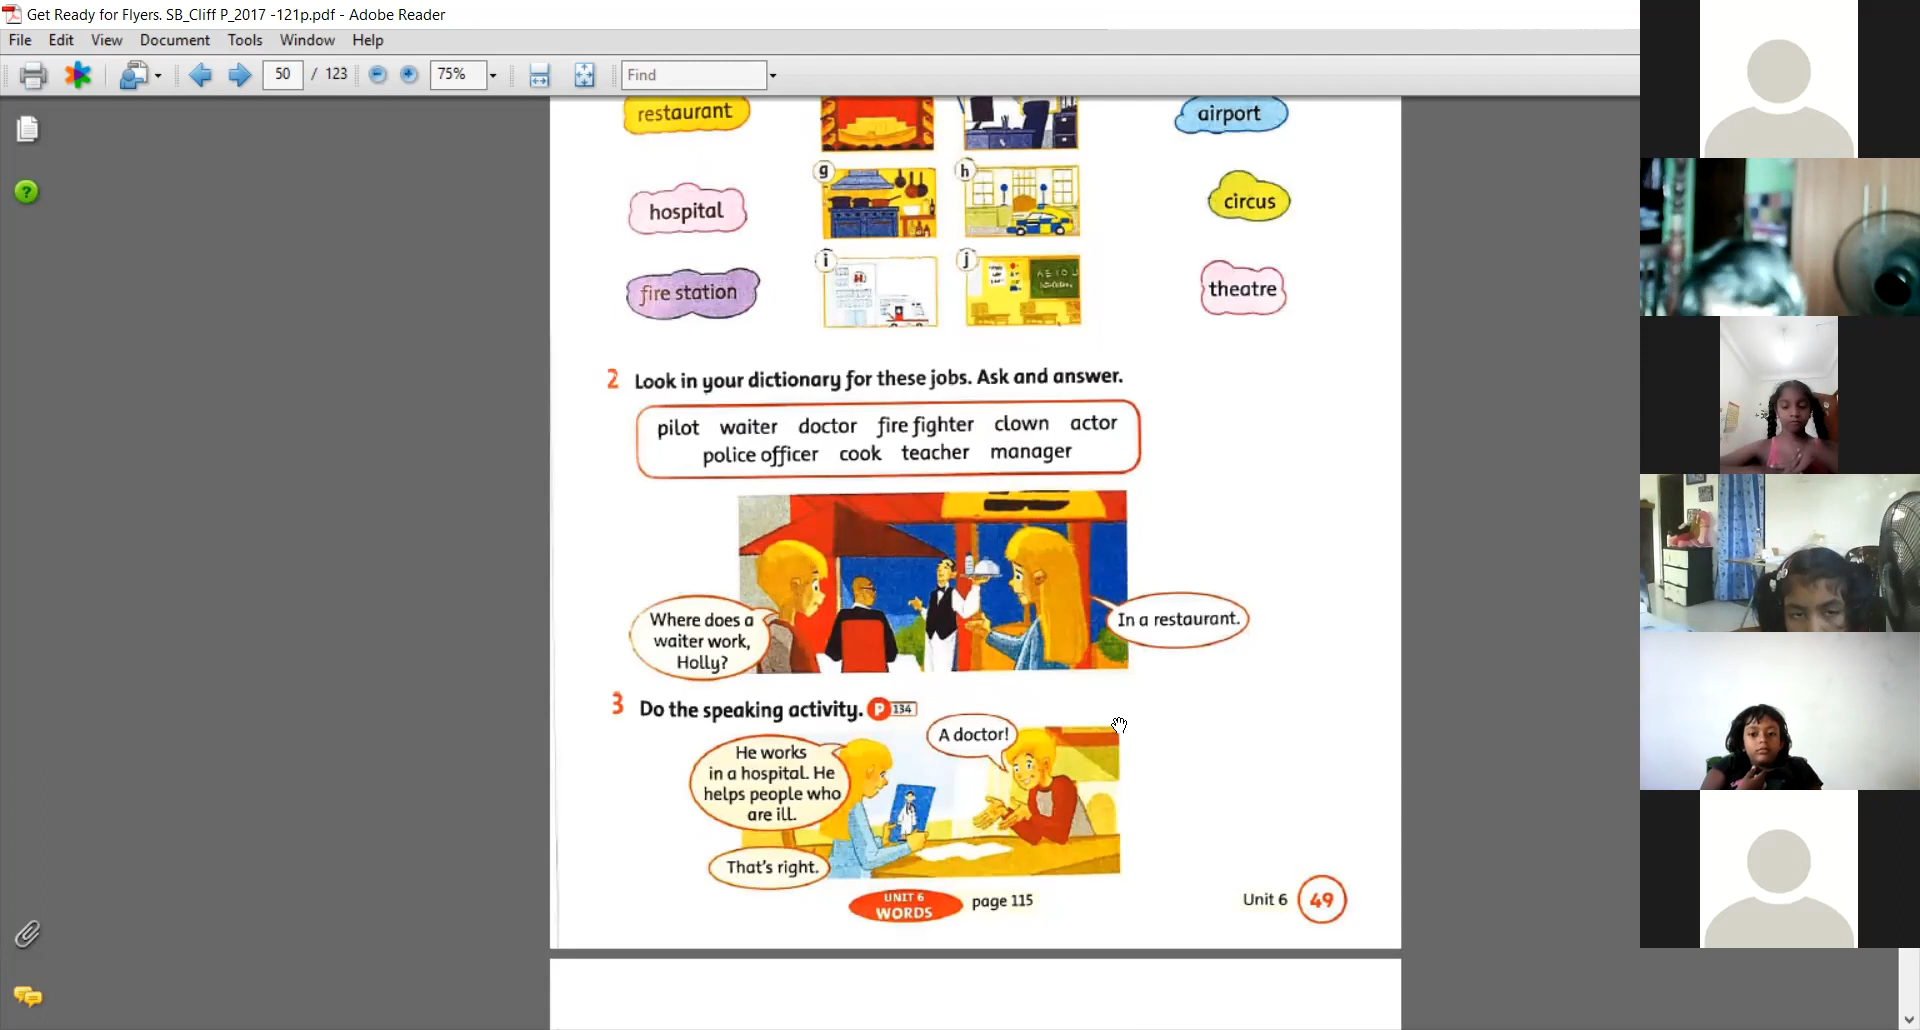 Get Ready for Flyers. SB_Cliff P_2017 -121p.pdf - Adobe Reader
File Edit View Document Tools Window Help
50 / 123 75% Find
restaurant
airport
g
h
hospital
circus
i
j
fire station
theatre
2 Look in your dictionary for these jobs. Ask and answer.
pilot waiter doctor fire fighter clown actor
police officer cook teacher manager
Where does a
waiter work,
Holly?
In a restaurant.
3 Do the speaking activity. P 134
A doctor!
He works
in a hospital. He
helps people who
are ill.
That's right.
UNIT 6
WORDS
page 115
Unit 6 49